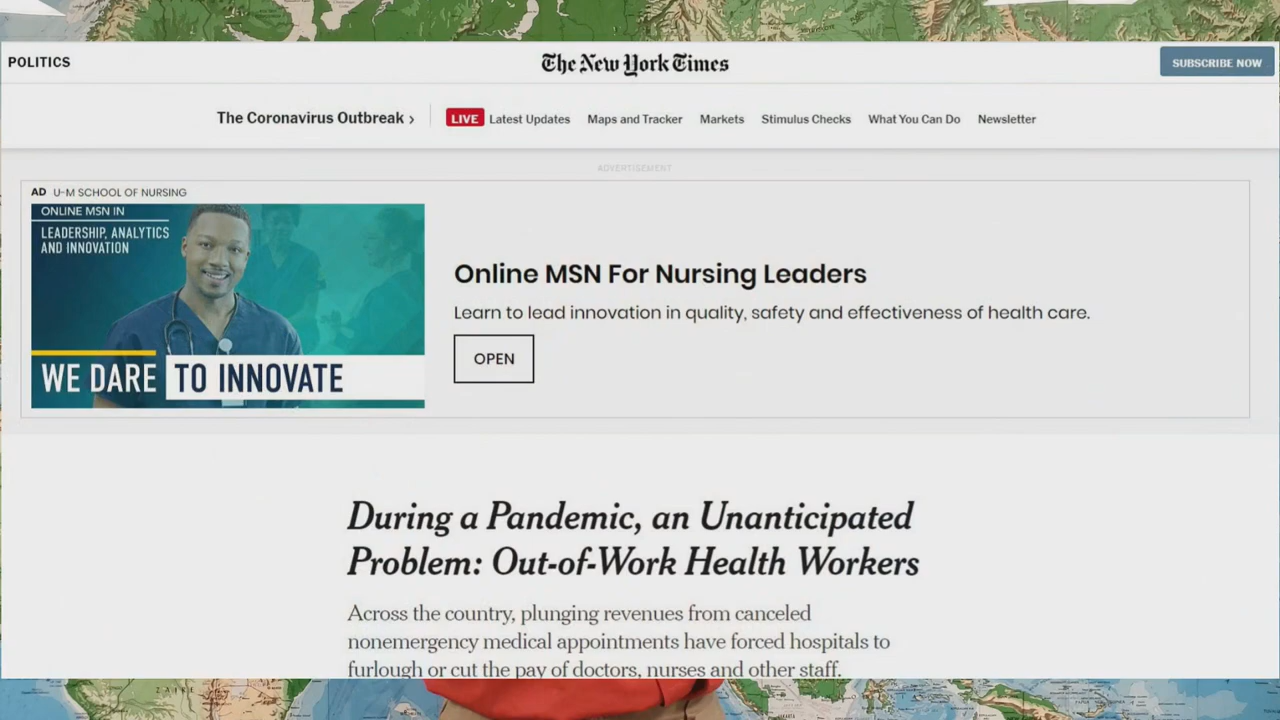 POLITICS
The New York Times
SUBSCRIBE NOW
The Coronavirus Outbreak ›
LIVE Latest Updates Maps and Tracker Markets Stimulus Checks What You Can Do Newsletter
ADVERTISEMENT
AD U-M SCHOOL OF NURSING
ONLINE MSN IN
LEADERSHIP, ANALYTICS
AND INNOVATION
WE DARE TO INNOVATE
Online MSN For Nursing Leaders
Learn to lead innovation in quality, safety and effectiveness of health care.
OPEN
During a Pandemic, an Unanticipated
Problem: Out-of-Work Health Workers
Across the country, plunging revenues from canceled
nonemergency medical appointments have forced hospitals to
furlough or cut the pay of doctors, nurses and other staff.
ZAIRE